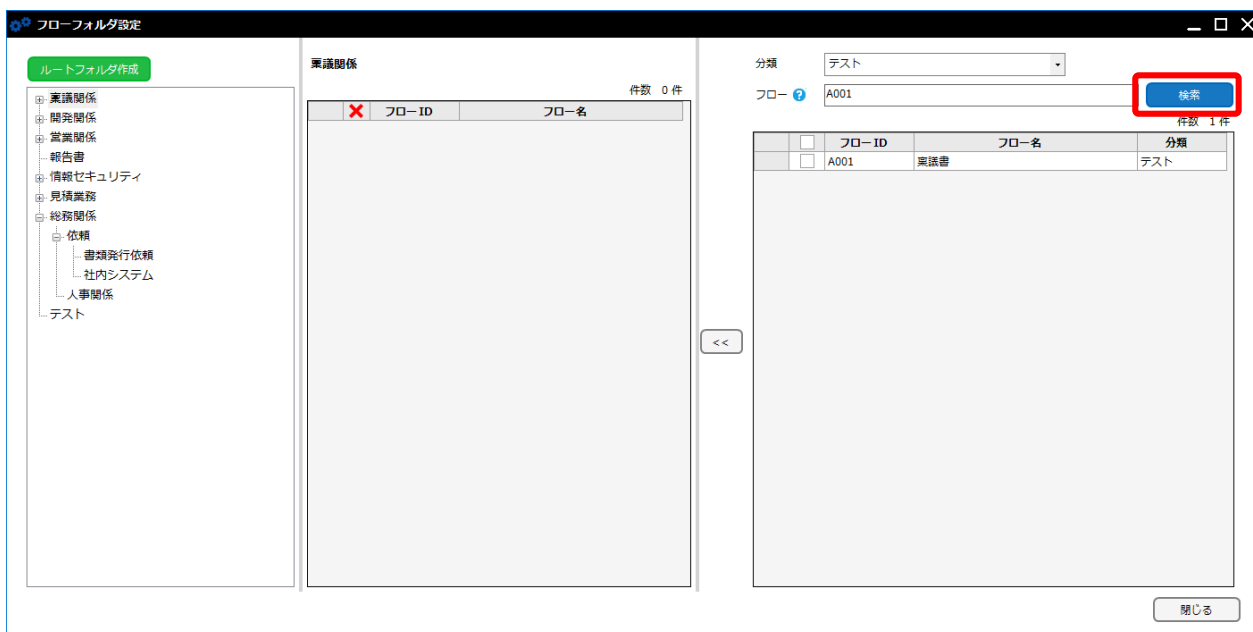 フローフォルダ設定
ルートフォルダ作成
稟議関係
開発関係
営業関係
報告書
情報セキュリティ
見積業務
総務関係
依頼
書類発行依頼
社内システム
人事関係
テスト
稟議関係
件数 0 件
フローID フロー名
<<
分類 テスト
フロー ? A001 検索
件数 1 件
フローID フロー名 分類
A001 稟議書 テスト
閉じる